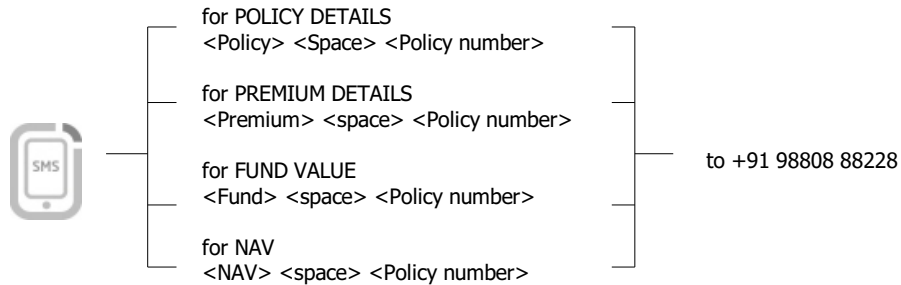 for POLICY DETAILS
<Policy> <Space> <Policy number>
for PREMIUM DETAILS
<Premium> <space> <Policy number>
SMS
for FUND VALUE
<Fund> <space> <Policy number>
to +91 98808 88228
for NAV
<NAV> <space> <Policy number>